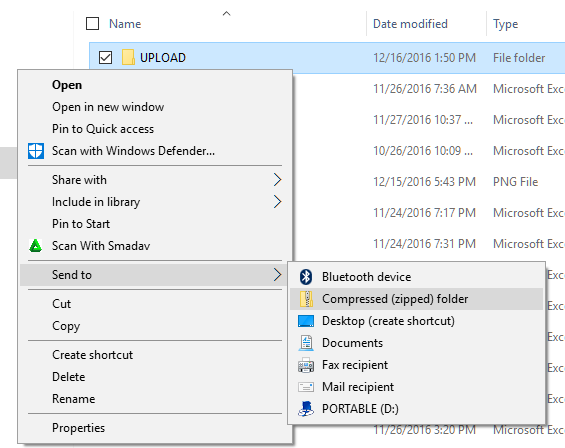 Name Date modified Type
UPLOAD 12/16/2016 1:50 PM File folder
Open 11/26/2016 7:36 AM Microsoft Exc
Open in new window
Pin to Quick access 11/27/2016 10:37 ... Microsoft Exc
Scan with Windows Defender... 10/26/2016 10:09 ... Microsoft Exc
Share with 12/15/2016 5:43 PM PNG File
Include in library
Pin to Start 11/24/2016 7:17 PM Microsoft Exc
Scan With Smadav 11/24/2016 7:31 PM Microsoft Exc
Send to
Bluetooth device
Cut
Compressed (zipped) folder
Copy
Desktop (create shortcut)
Documents
Create shortcut
Fax recipient
Delete
Mail recipient
Rename
PORTABLE (D:)
Properties 11/26/2016 3:20 PM Microsoft Exc